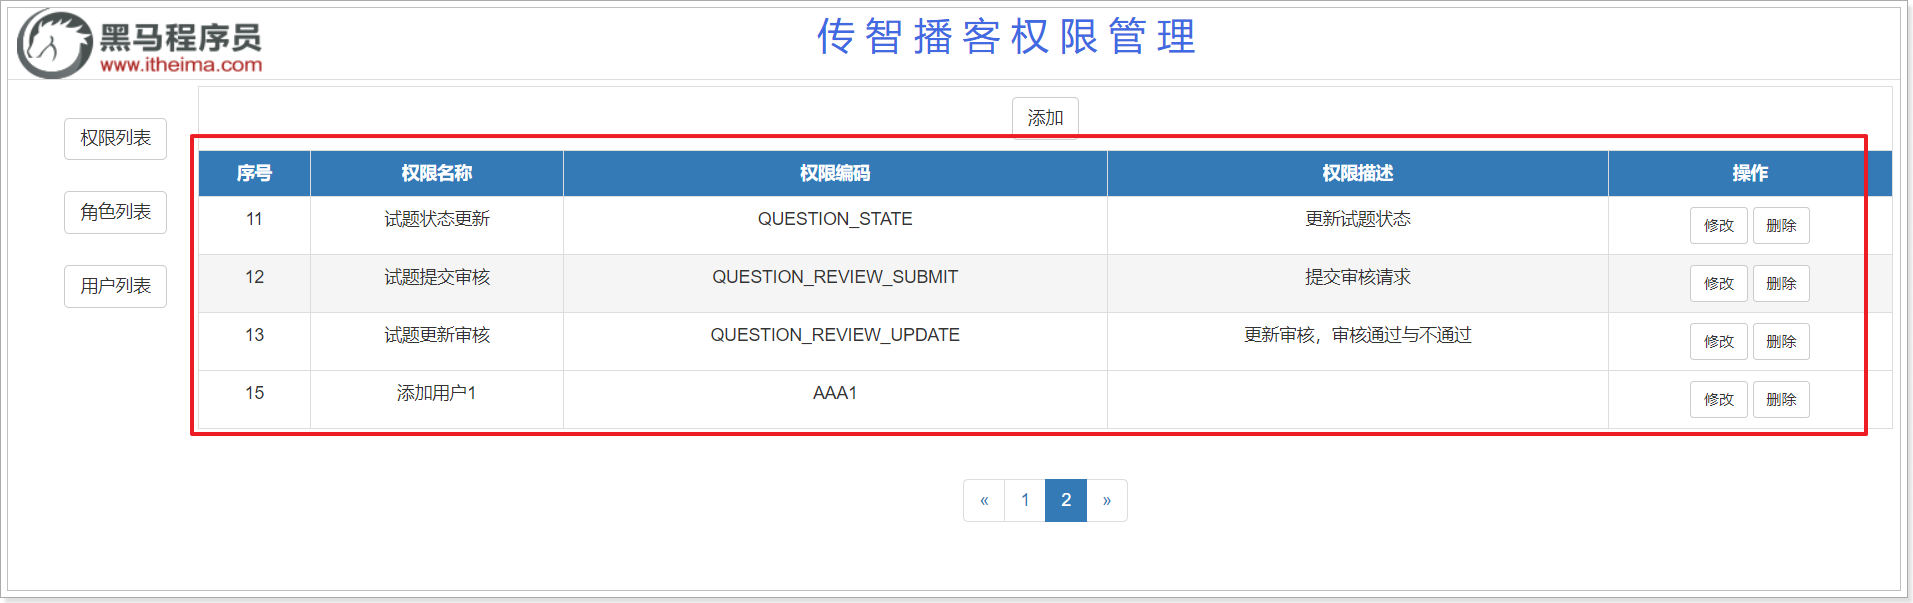 黑马程序员
www.itheima.com
传智播客权限管理
权限列表
角色列表
用户列表
添加
序号 权限名称 权限编码 权限描述 操作
11 试题状态更新 QUESTION_STATE 更新试题状态 修改 删除
12 试题提交审核 QUESTION_REVIEW_SUBMIT 提交审核请求 修改 删除
13 试题更新审核 QUESTION_REVIEW_UPDATE 更新审核，审核通过与不通过 修改 删除
15 添加用户1 AAA1 修改 删除
« 1 2 »